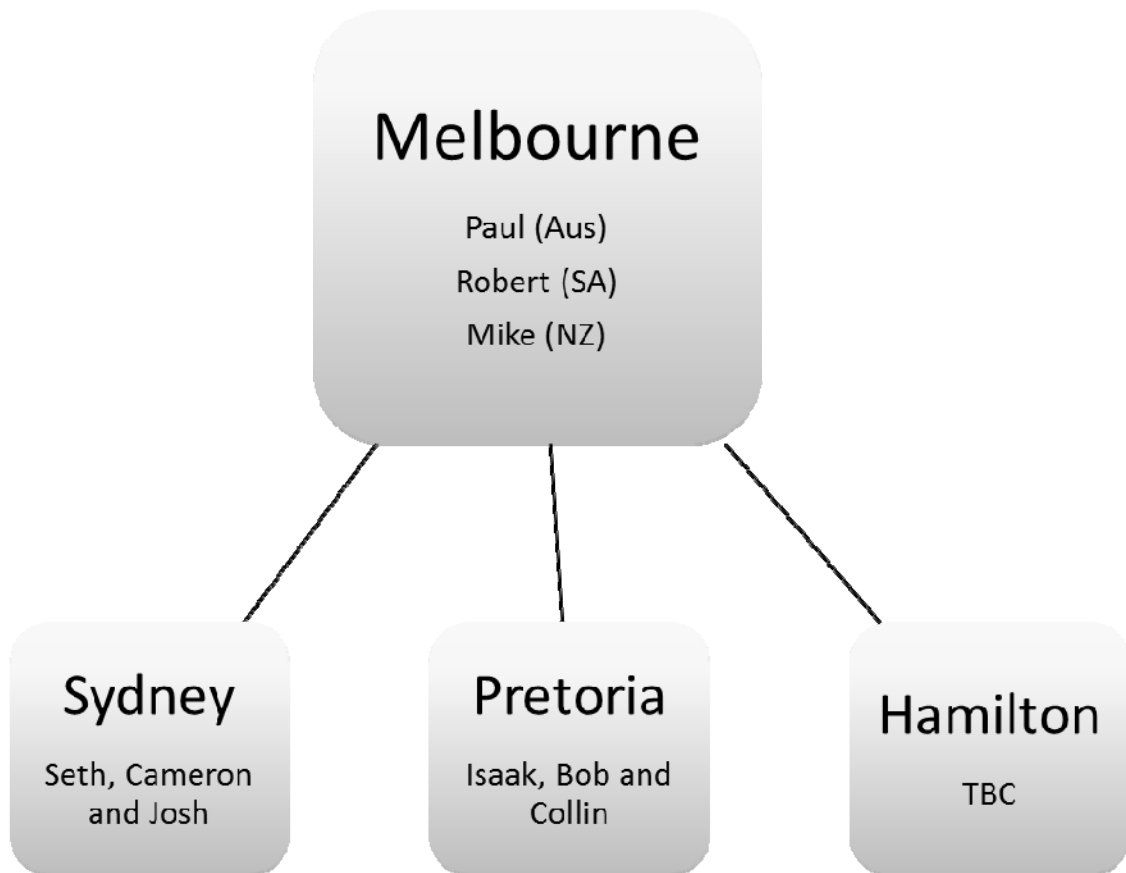 Melbourne
Paul (Aus)
Robert (SA)
Mike (NZ)
Sydney
Seth, Cameron
and Josh
Pretoria
Isaak, Bob and
Collin
Hamilton
TBC